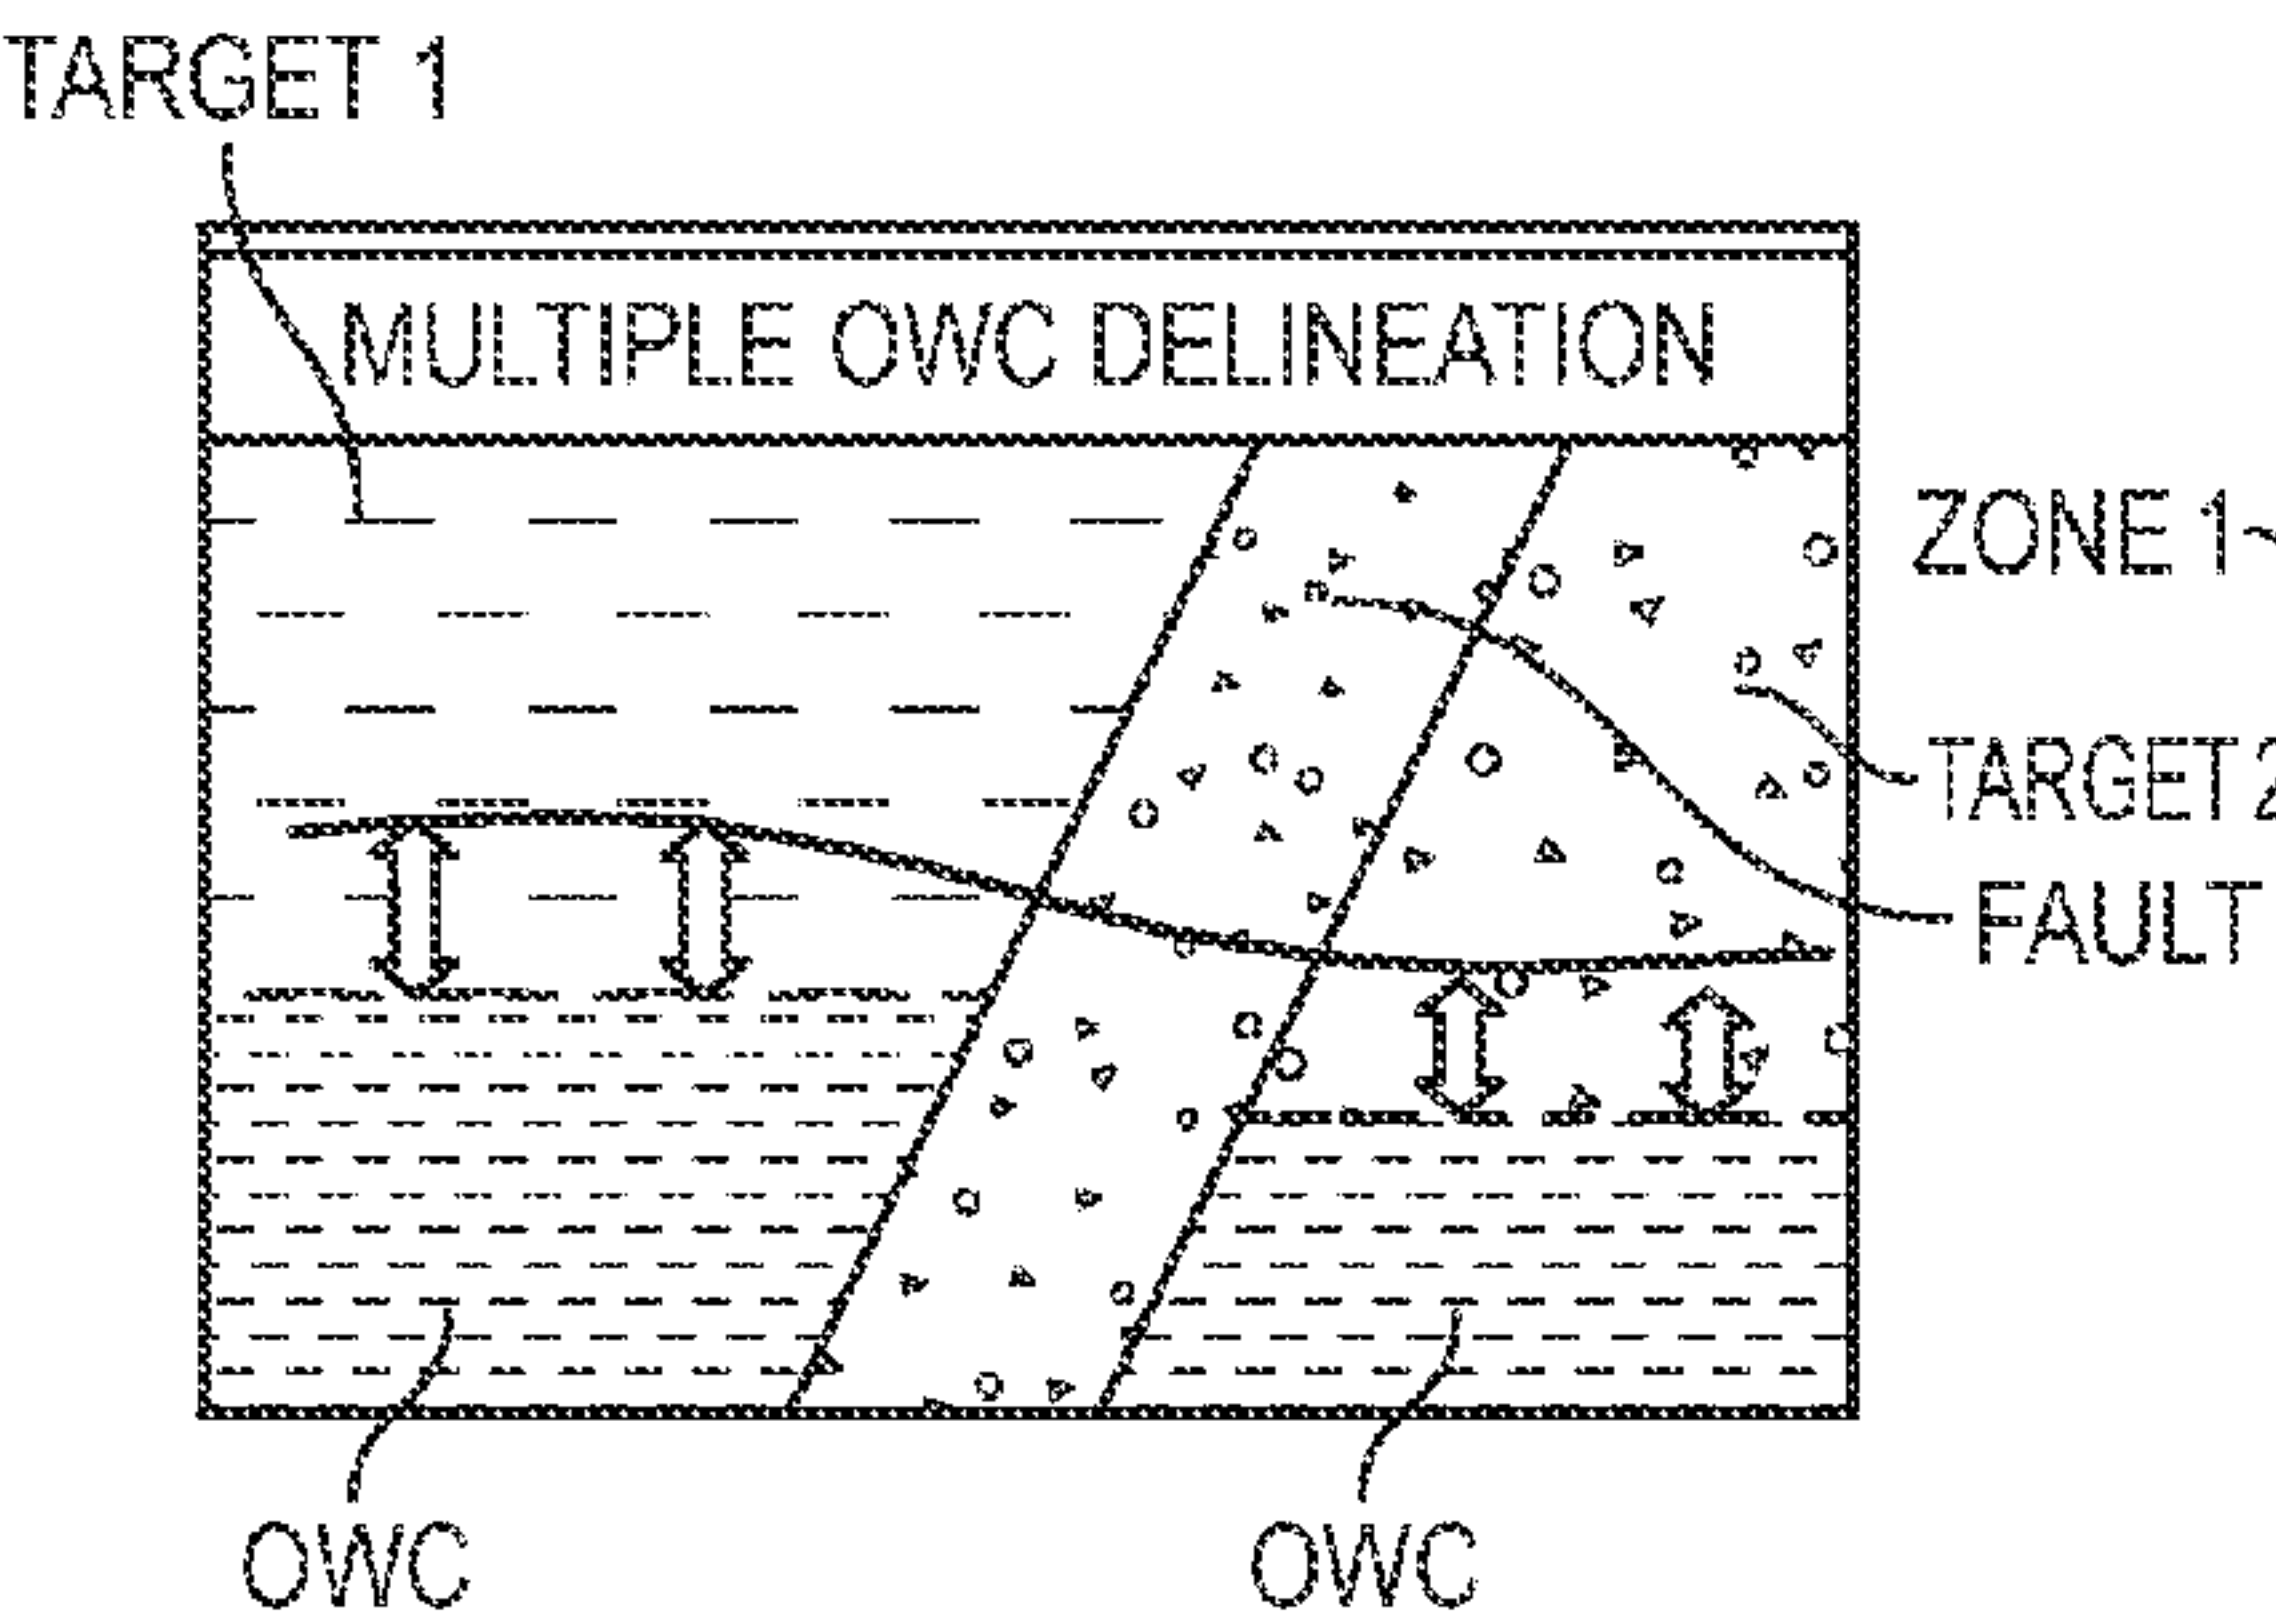 TARGET 1
MULTIPLE OWC DELINEATION
ZONE 1
TARGET 2
FAULT
OWC
OWC